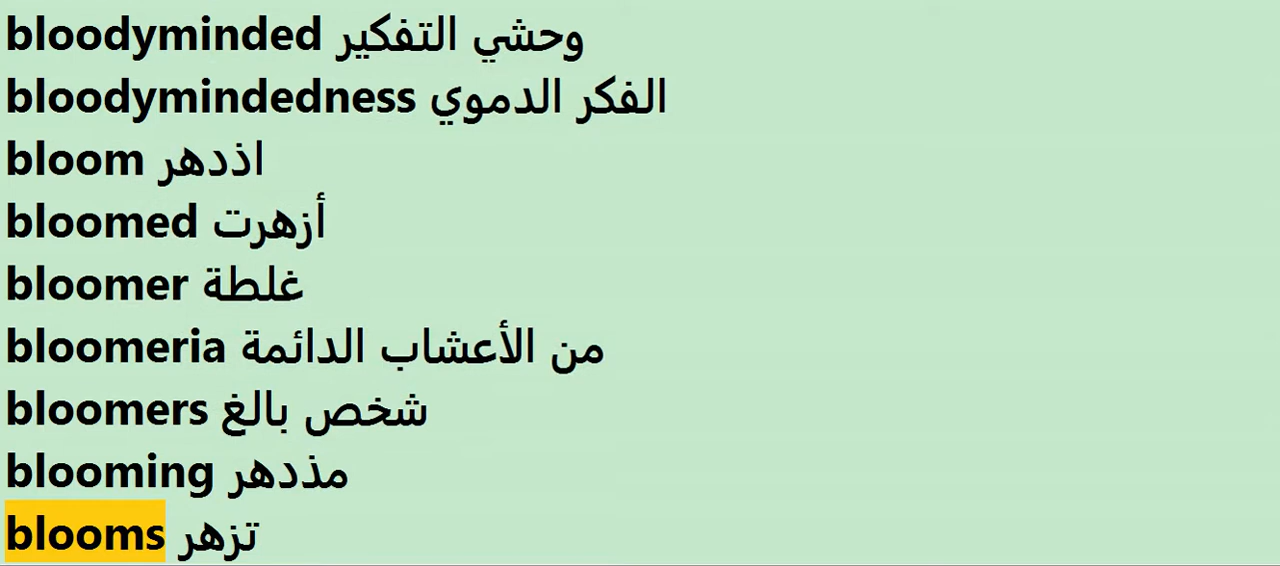 bloodyminded وحشي التفكير
bloodymindedness الفكر الدموي
bloom اذدهر
bloomed أزهرت
bloomer غلطة
bloomeria من الأعشاب الدائمة
bloomers شخص بالغ
blooming مذدهر
blooms تزهر